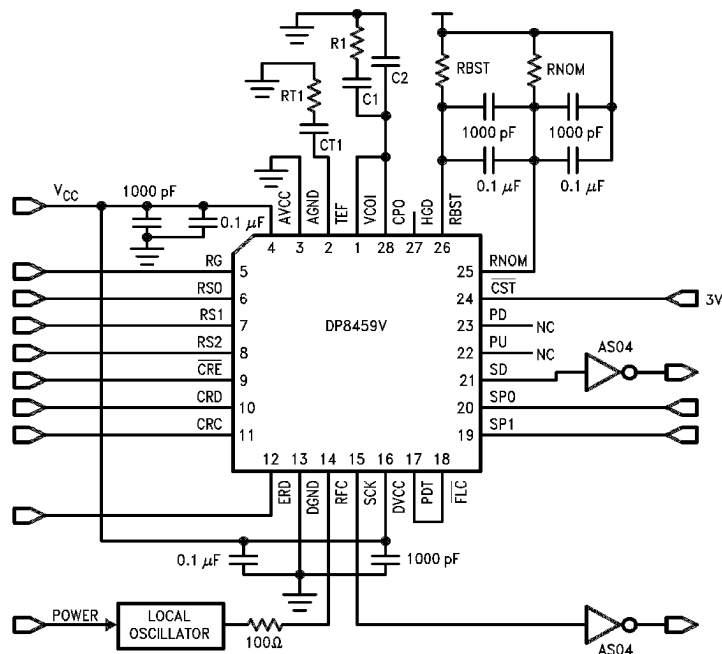 R1
C2
C1
RT1
CT1
RBST
RNOM
1000 pF
1000 pF
0.1 μF
0.1 μF
VCC
1000 pF
0.1 μF
AVCC
AGND
TEF
VCOI
CPO
HGD
RBST
4
3
2
1
28
27
26
RG
5
RS0
6
RS1
7
RS2
8
CRE
9
CRD
10
CRC
11
DP8459V
25
RNOM
24
CST
3V
23
PD
NC
22
PU
NC
21
SD
AS04
20
SP0
19
SP1
12
13
14
15
16
17
18
ERD
DGND
RFC
SCK
DVCC
PDT
FLC
0.1 μF
1000 pF
POWER
LOCAL
OSCILLATOR
100Ω
AS04